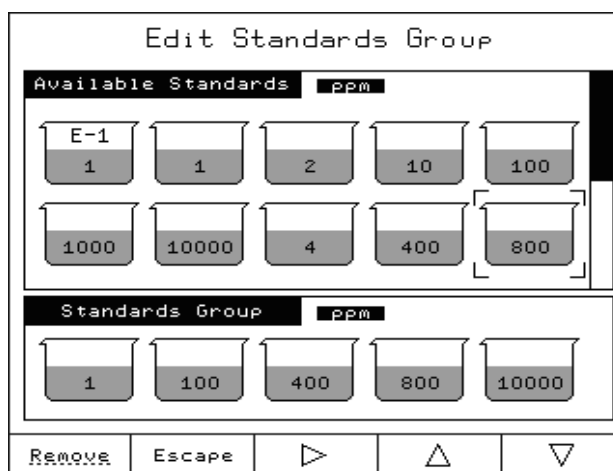 Edit Standards Group
Available Standards ppm
E-1
1 1 2 10 100
1000 10000 4 400 800
Standards Group ppm
1 100 400 800 10000
Remove Escape